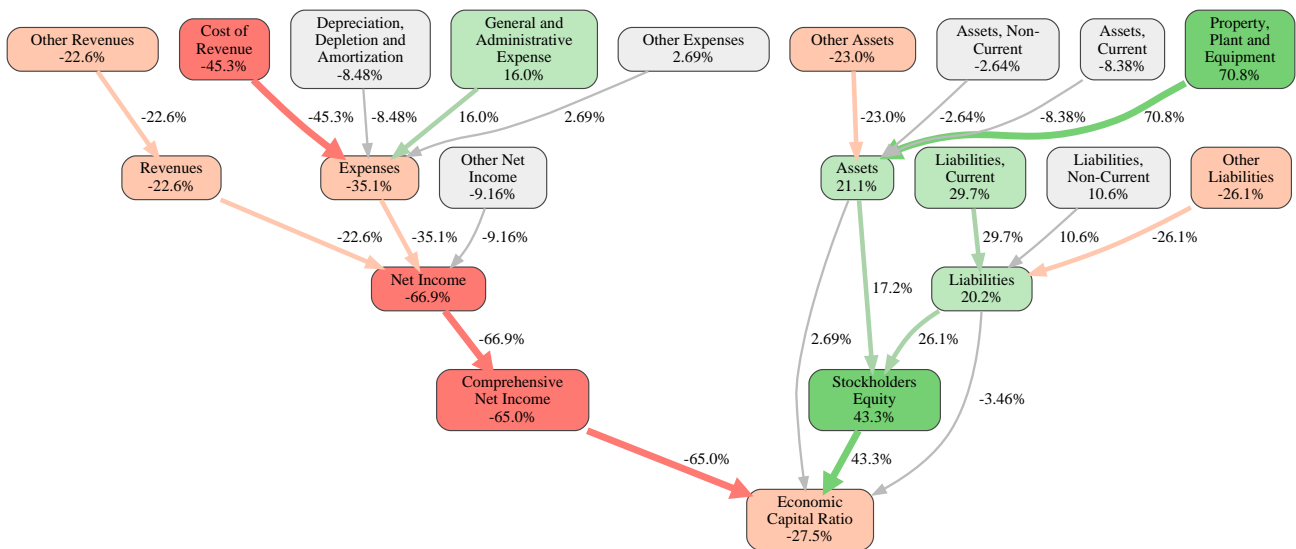 Other Revenues
-22.6%
Cost of
Revenue
-45.3%
Depreciation,
Depletion and
Amortization
-8.48%
General and
Administrative
Expense
16.0%
Other Expenses
2.69%
Other Assets
-23.0%
Assets, Non-
Current
-2.64%
Assets,
Current
-8.38%
Property,
Plant and
Equipment
70.8%
-22.6%
-45.3%
-8.48%
16.0%
2.69%
-23.0%
-2.64%
-8.38%
70.8%
Revenues
-22.6%
Expenses
-35.1%
Other Net
Income
-9.16%
Assets
21.1%
Liabilities,
Current
29.7%
Liabilities,
Non-Current
10.6%
Other
Liabilities
-26.1%
-22.6%
-35.1%
-9.16%
29.7%
10.6%
-26.1%
Net Income
-66.9%
17.2%
Liabilities
20.2%
-66.9%
2.69%
26.1%
Comprehensive
Net Income
-65.0%
Stockholders
Equity
43.3%
-3.46%
-65.0%
43.3%
Economic
Capital Ratio
-27.5%